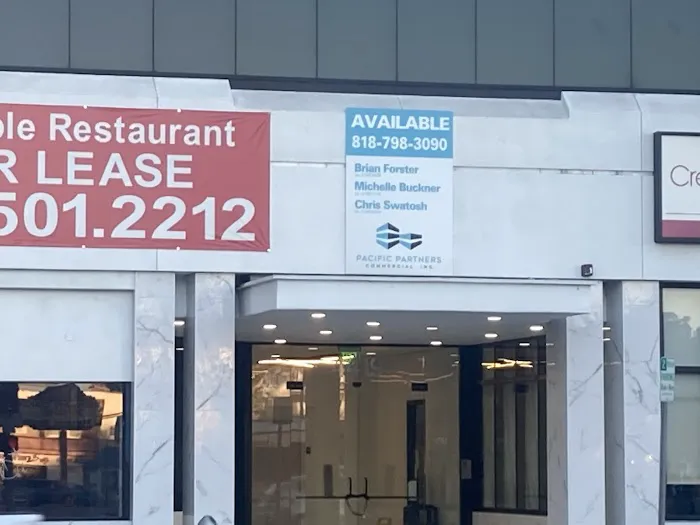 ble Restaurant
R LEASE
501.2212
AVAILABLE
818-798-3090
Brian Forster
Michelle Buckner
Chris Swatosh
PACIFIC PARTNERS
COMMERCIAL INC.
Cre